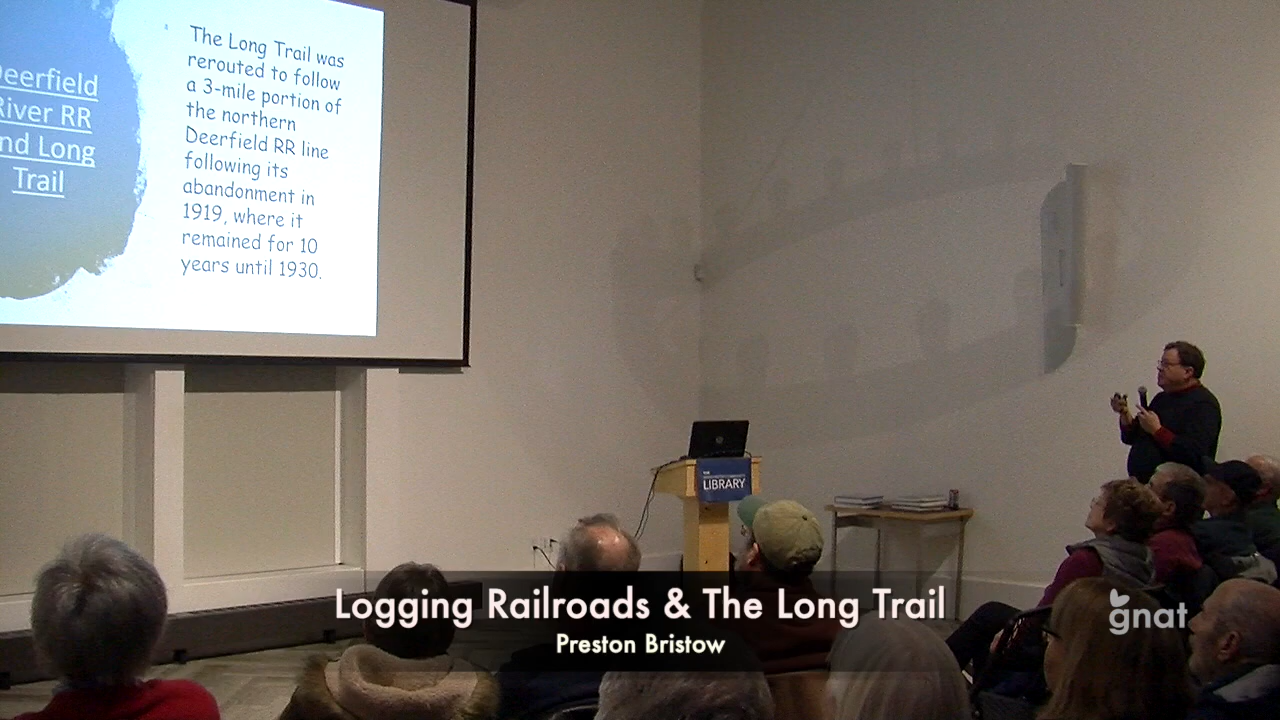 Deerfield
River RR
nd Long
Trail
The Long Trail was
rerouted to follow
a 3-mile portion of
the northern
Deerfield RR line
following its
abandonment in
1919, where it
remained for 10
years until 1930.
LIBRARY
Logging Railroads & The Long Trail
Preston Bristow
gnat